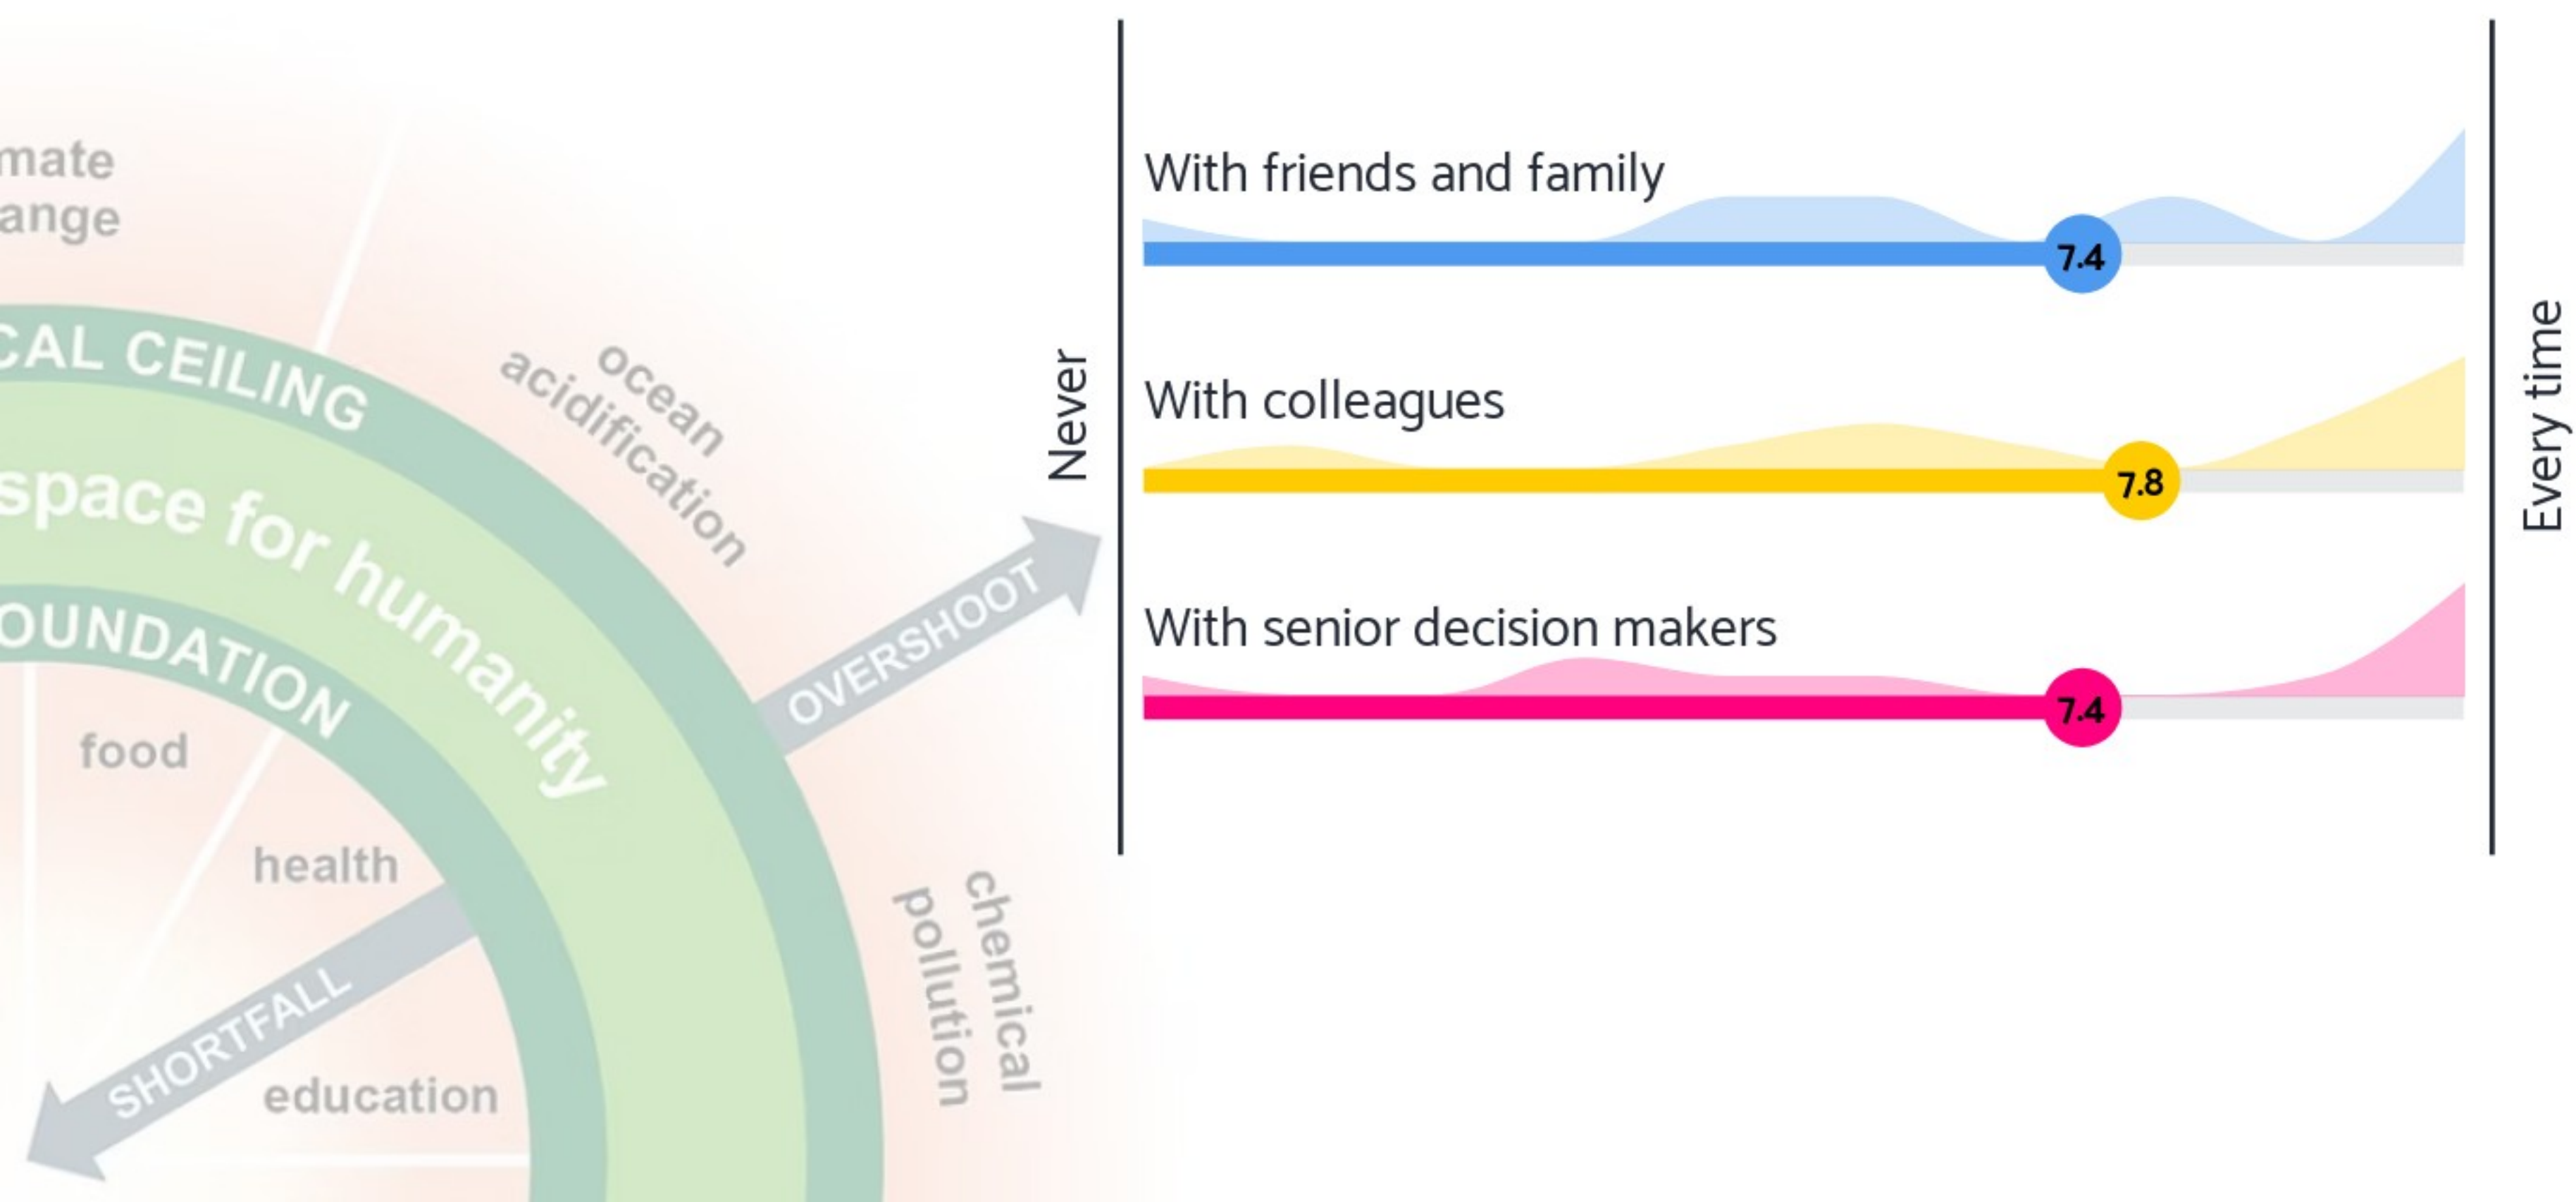 mate
ange
CAL CEILING
space for humanity
OUNDATION
food
health
education
SHORTFALL
OVERSHOOT
ocean
acidification
chemical
pollution
Never
With friends and family
7.4
With colleagues
7.8
With senior decision makers
7.4
Every time